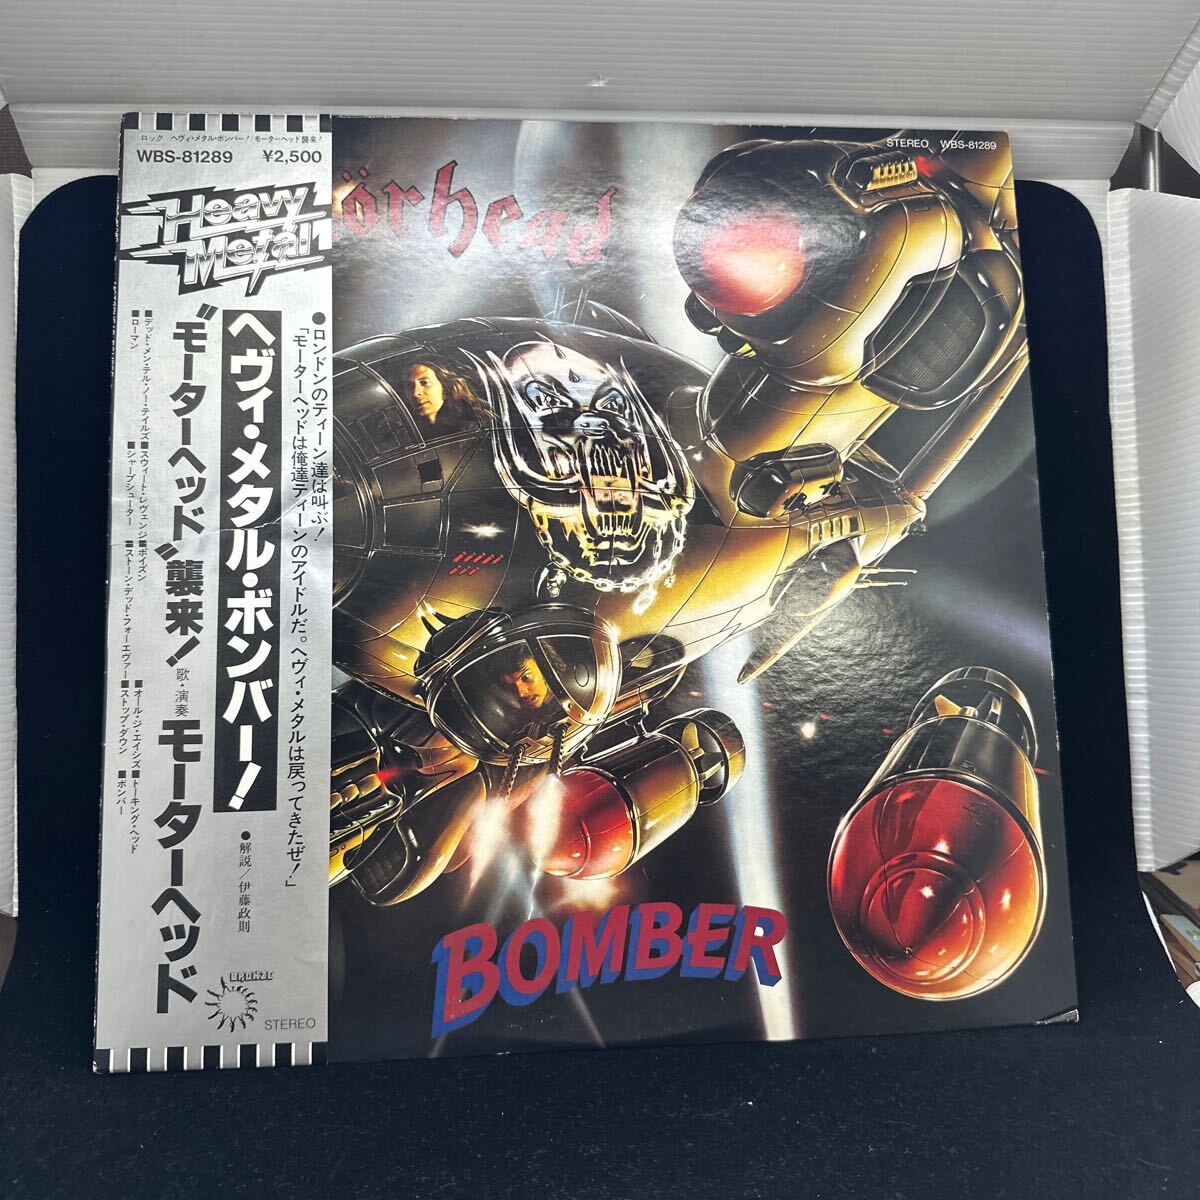 ロック ヘヴィ・メタル・ボンバー! モーターヘッド襲来!
WBS-81289 ¥2,500
Heavy
Metal
ヘヴィ・メタル・ボンバー!
〝モーターヘッド〟襲来!
歌・演奏 モーターヘッド
●解説/伊藤政則
■デッド・メン・テル・ノー・テイルズ
■ローマン
■スウィート・レヴェンジ
■シャープシューター
■ポイズン
■ストーン・デッド・フォーエヴァー
■オール・ジ・エイシズ
■ストップ・ダウン
■トーキング・ヘッド
■ボンバー
BRONZE
STEREO
●ロンドンのティーン達は叫ぶ!
「モーターヘッドは俺達ティーンのアイドルだ。ヘヴィ・メタルは戻ってきたぜ!」
STEREO WBS-81289
örhead
BOMBER